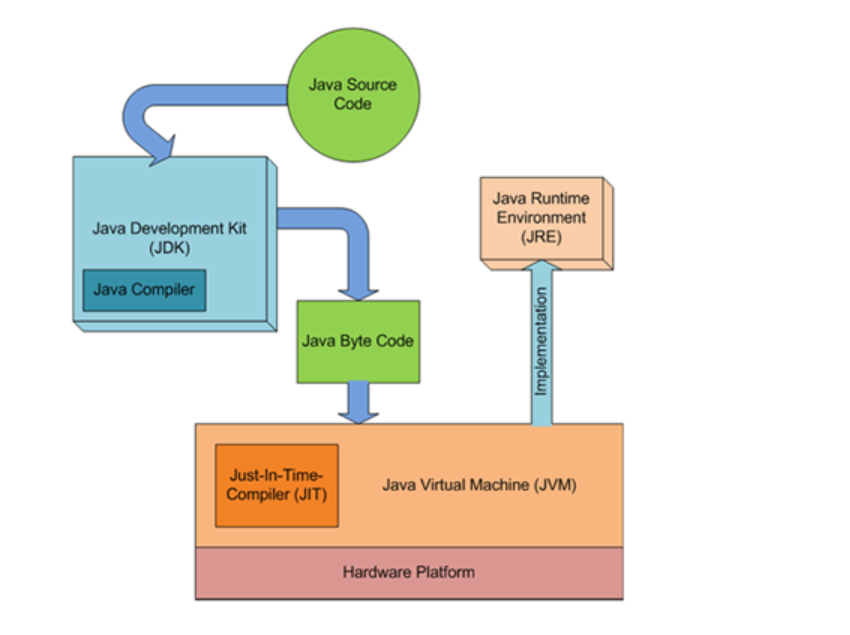 Java Source
Code
Java Development Kit
(JDK)
Java Compiler
Java Runtime
Environment
(JRE)
Java Byte Code
Implementation
Just-In-Time-
Compiler (JIT)
Java Virtual Machine (JVM)
Hardware Platform